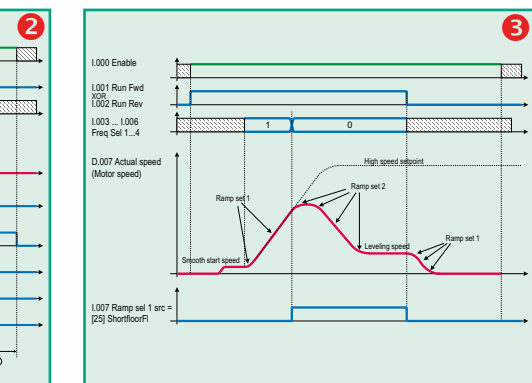 2
3
I.000 Enable
I.001 Run Fwd
XOR
I.002 Run Rev
I.003 ... I.006
Freq Sel 1...4
1
0
D.007 Actual speed
(Motor speed)
High speed setpoint
Ramp set 1
Ramp set 2
Smooth start speed
Leveling speed
Ramp set 1
I.007 Ramp sel 1 src =
[25] ShortfloorFl